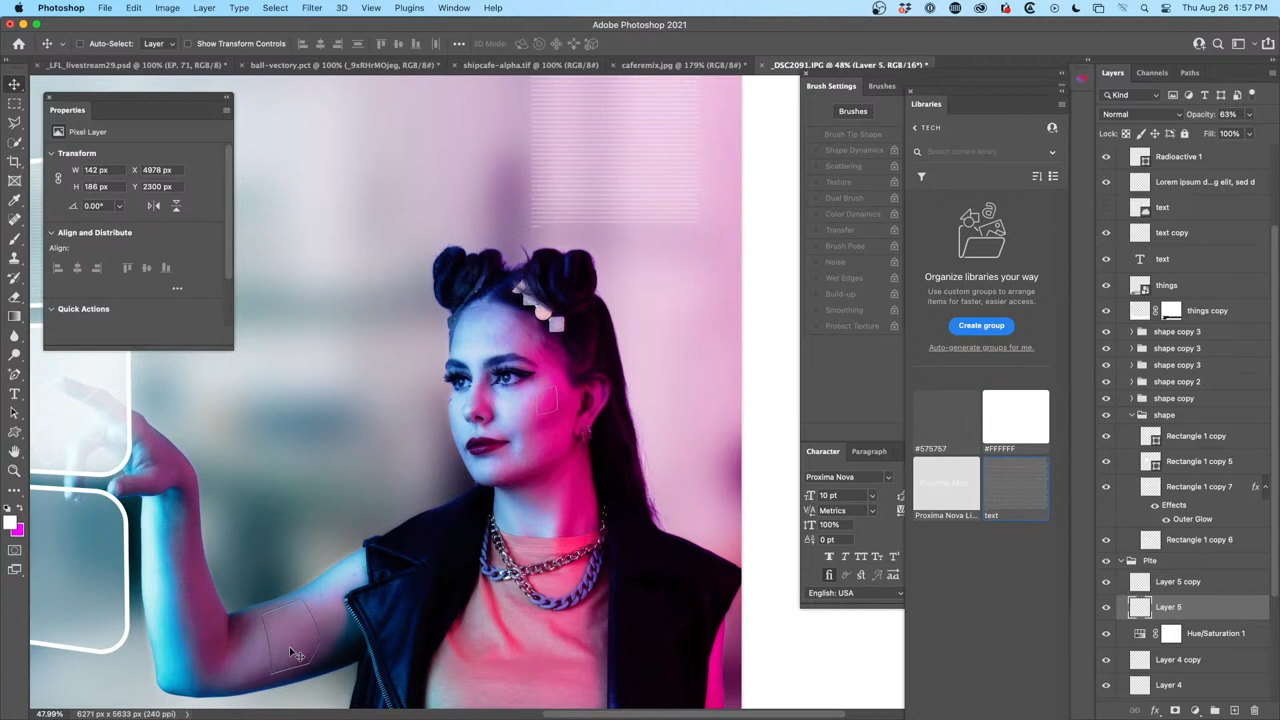 Photoshop File Edit Image Layer Type Select Filter 3D View Plugins Window Help Thu Aug 26 1:57 PM
Adobe Photoshop 2021
Auto-Select: Layer Show Transform Controls 3D Mode:
_LFL_livestream29.psd @ 100% (EP. 71, RGB/8) * ball-vectory.pct @ 100% (_9xRHrMOjeg, RGB/8*) * shipcafe-alpha.tif @ 100% (RGB/8#) caferemix.jpg @ 179% (RGB/8#) * _DSC2091.JPG @ 48% (Layer 5, RGB/16*) *
Properties
Pixel Layer
Transform
W 142 px X 4978 px
H 186 px Y 2300 px
0.00°
Align and Distribute
Align:
Quick Actions
Brush Settings Brushes
Brushes
Brush Tip Shape
Shape Dynamics
Scattering
Texture
Dual Brush
Color Dynamics
Transfer
Brush Pose
Noise
Wet Edges
Build-up
Smoothing
Protect Texture
Character Paragraph
Proxima Nova
10 pt
Metrics
100%
0 pt
English: USA
Libraries
TECH
Search current library
Organize libraries your way
Use custom groups to arrange
items for faster, easier access.
Create group
Auto-generate groups for me.
#575757 #FFFFFF
Proxima Nova
Proxima Nova Li... text
Layers Channels Paths
Kind
Normal Opacity: 63%
Lock: Fill: 100%
Radioactive 1
Lorem ipsum d...g elit, sed d
text
text copy
text
things
things copy
shape copy 3
shape copy 3
shape copy 3
shape copy 2
shape copy
shape
Rectangle 1 copy
Rectangle 1 copy 5
Rectangle 1 copy 7 fx
Effects
Outer Glow
Rectangle 1 copy 6
Plte
Layer 5 copy
Layer 5
Hue/Saturation 1
Layer 4 copy
Layer 4
47.99% 6271 px x 5633 px (240 ppi)